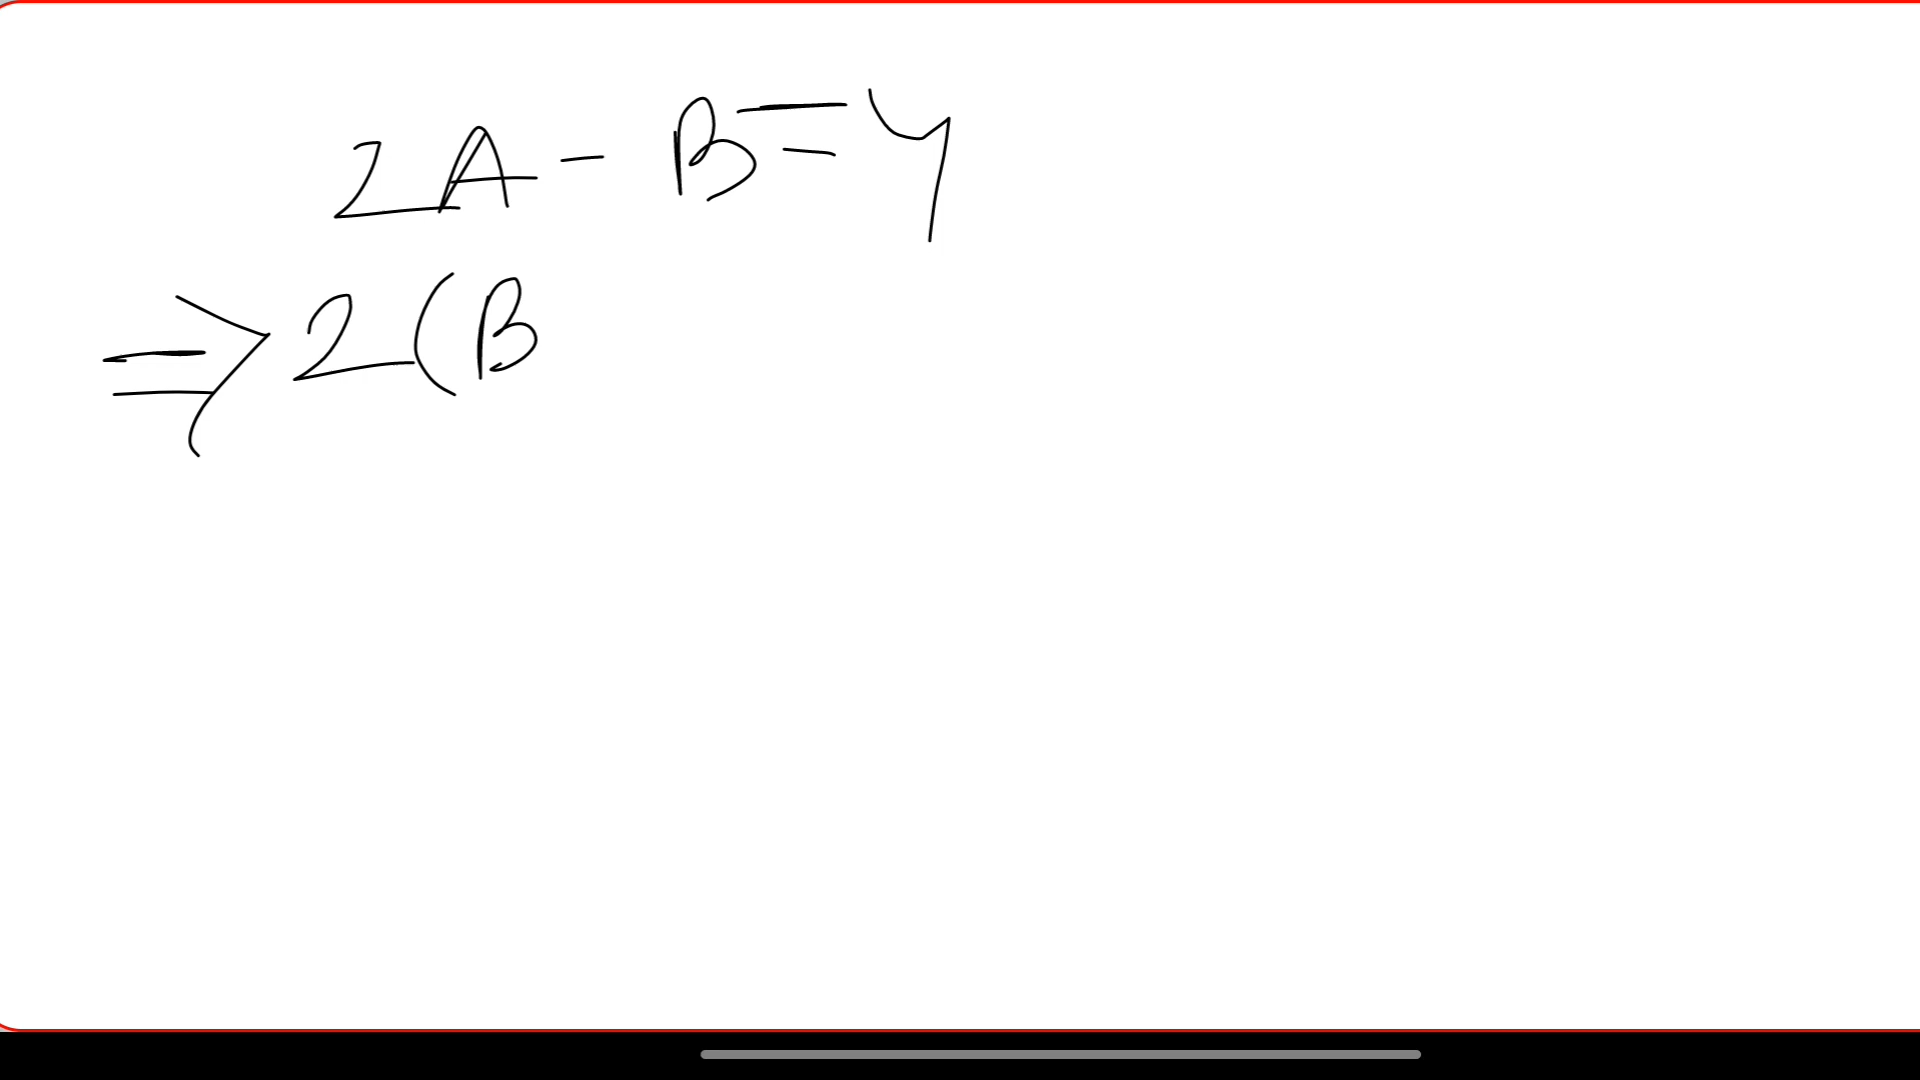 2A - B = y
⇒ 2(B